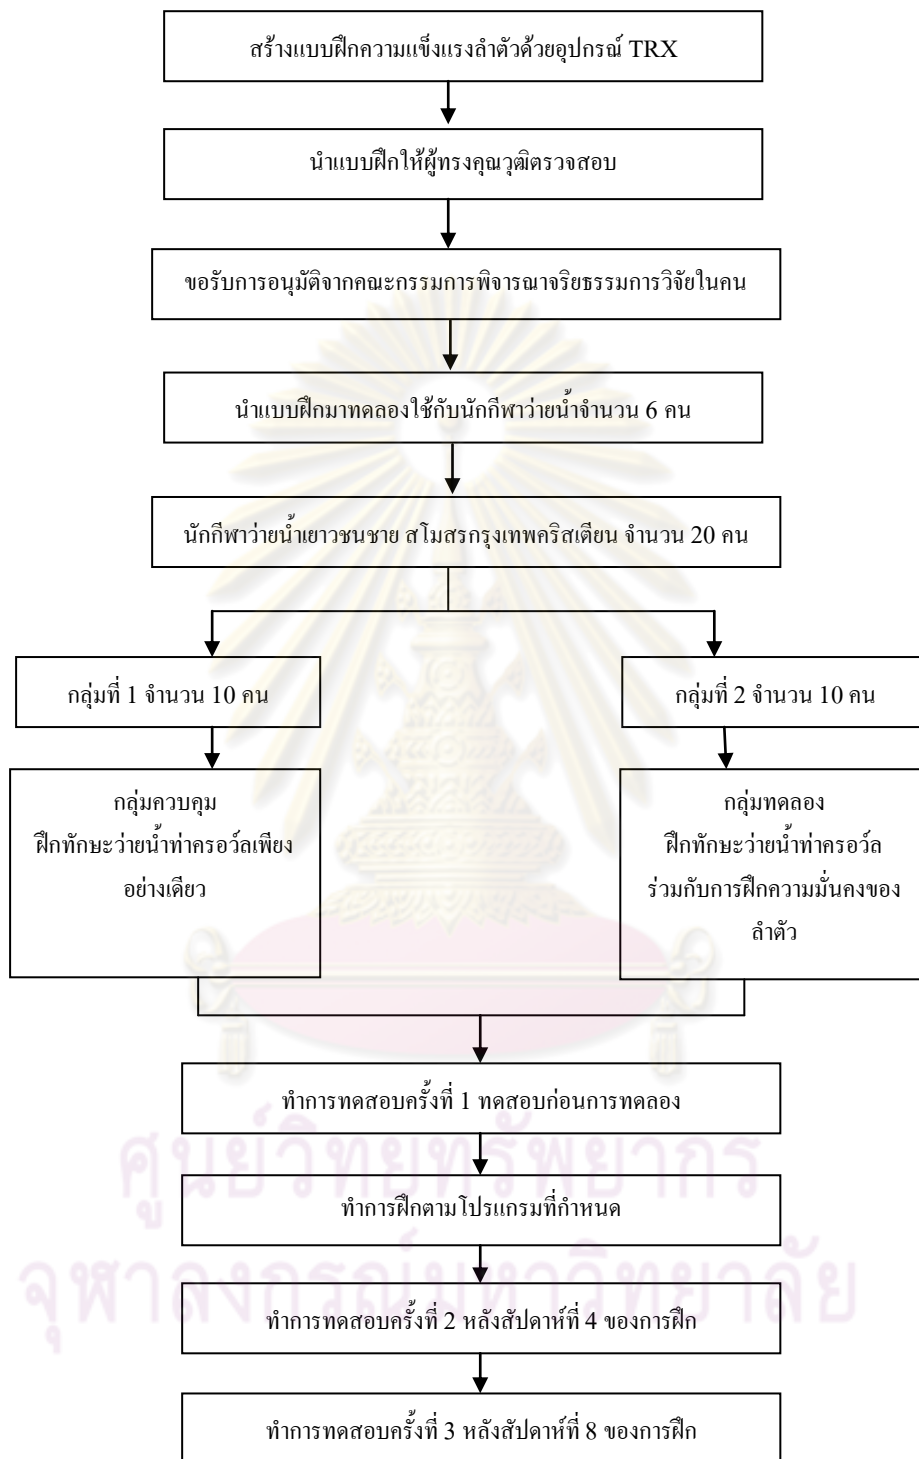 สร้างแบบฝึกความแข็งแรงลำตัวด้วยอุปกรณ์ TRX
นำแบบฝึกให้ผู้ทรงคุณวุฒิตรวจสอบ
ขอรับการอนุมัติจากคณะกรรมการพิจารณาจริยธรรมการวิจัยในคน
นำแบบฝึกมาทดลองใช้กับนักกีฬาว่ายน้ำจำนวน 6 คน
นักกีฬาว่ายน้ำเยาวชนชาย สโมสรกรุงเทพคริสเตียน จำนวน 20 คน
กลุ่มที่ 1 จำนวน 10 คน
กลุ่มที่ 2 จำนวน 10 คน
กลุ่มควบคุม
ฝึกทักษะว่ายน้ำท่าครอว์ลเพียง
อย่างเดียว
กลุ่มทดลอง
ฝึกทักษะว่ายน้ำท่าครอว์ล
ร่วมกับการฝึกความมั่นคงของ
ลำตัว
ทำการทดสอบครั้งที่ 1 ทดสอบก่อนการทดลอง
ศูนย์วิทยทรัพยากร
ทำการฝึกตามโปรแกรมที่กำหนด
จุฬาลงกรณ์มหาวิทยาลัย
ทำการทดสอบครั้งที่ 2 หลังสัปดาห์ที่ 4 ของการฝึก
ทำการทดสอบครั้งที่ 3 หลังสัปดาห์ที่ 8 ของการฝึก